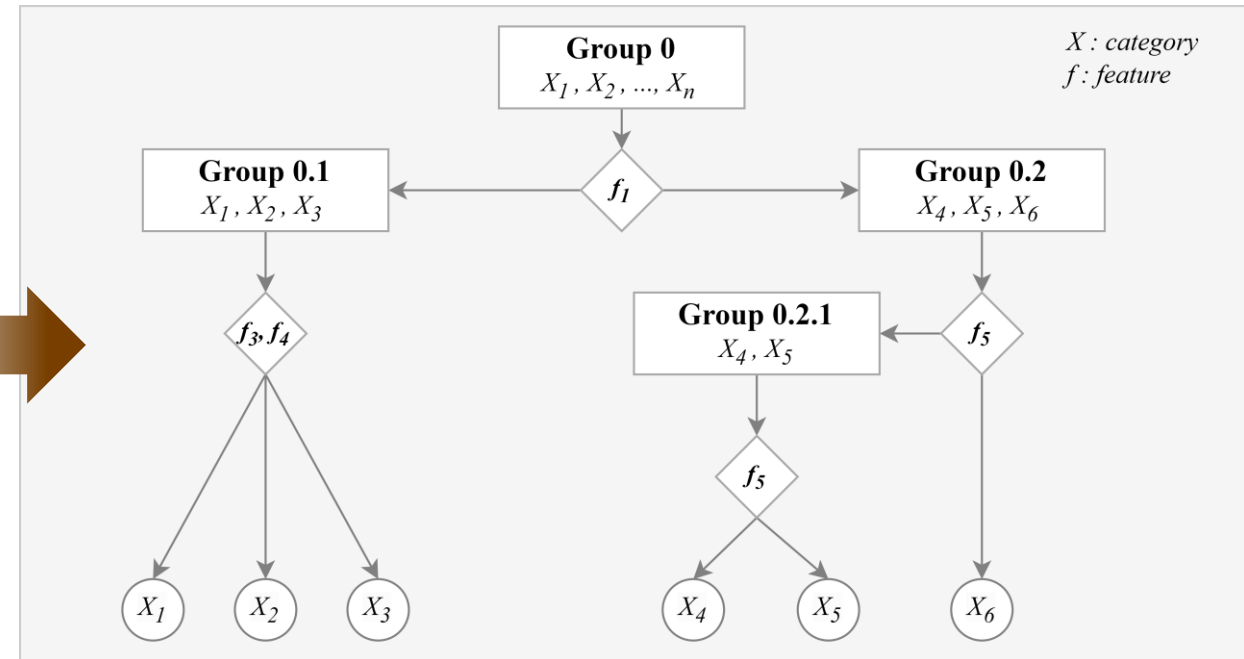 Group 0
X₁ , X₂ , ..., Xₙ
X : category
f : feature
Group 0.1
X₁ , X₂ , X₃
f₁
Group 0.2
X₄ , X₅ , X₆
f₃, f₄
Group 0.2.1
X₄ , X₅
f₅
f₅
X₁
X₂
X₃
X₄
X₅
X₆